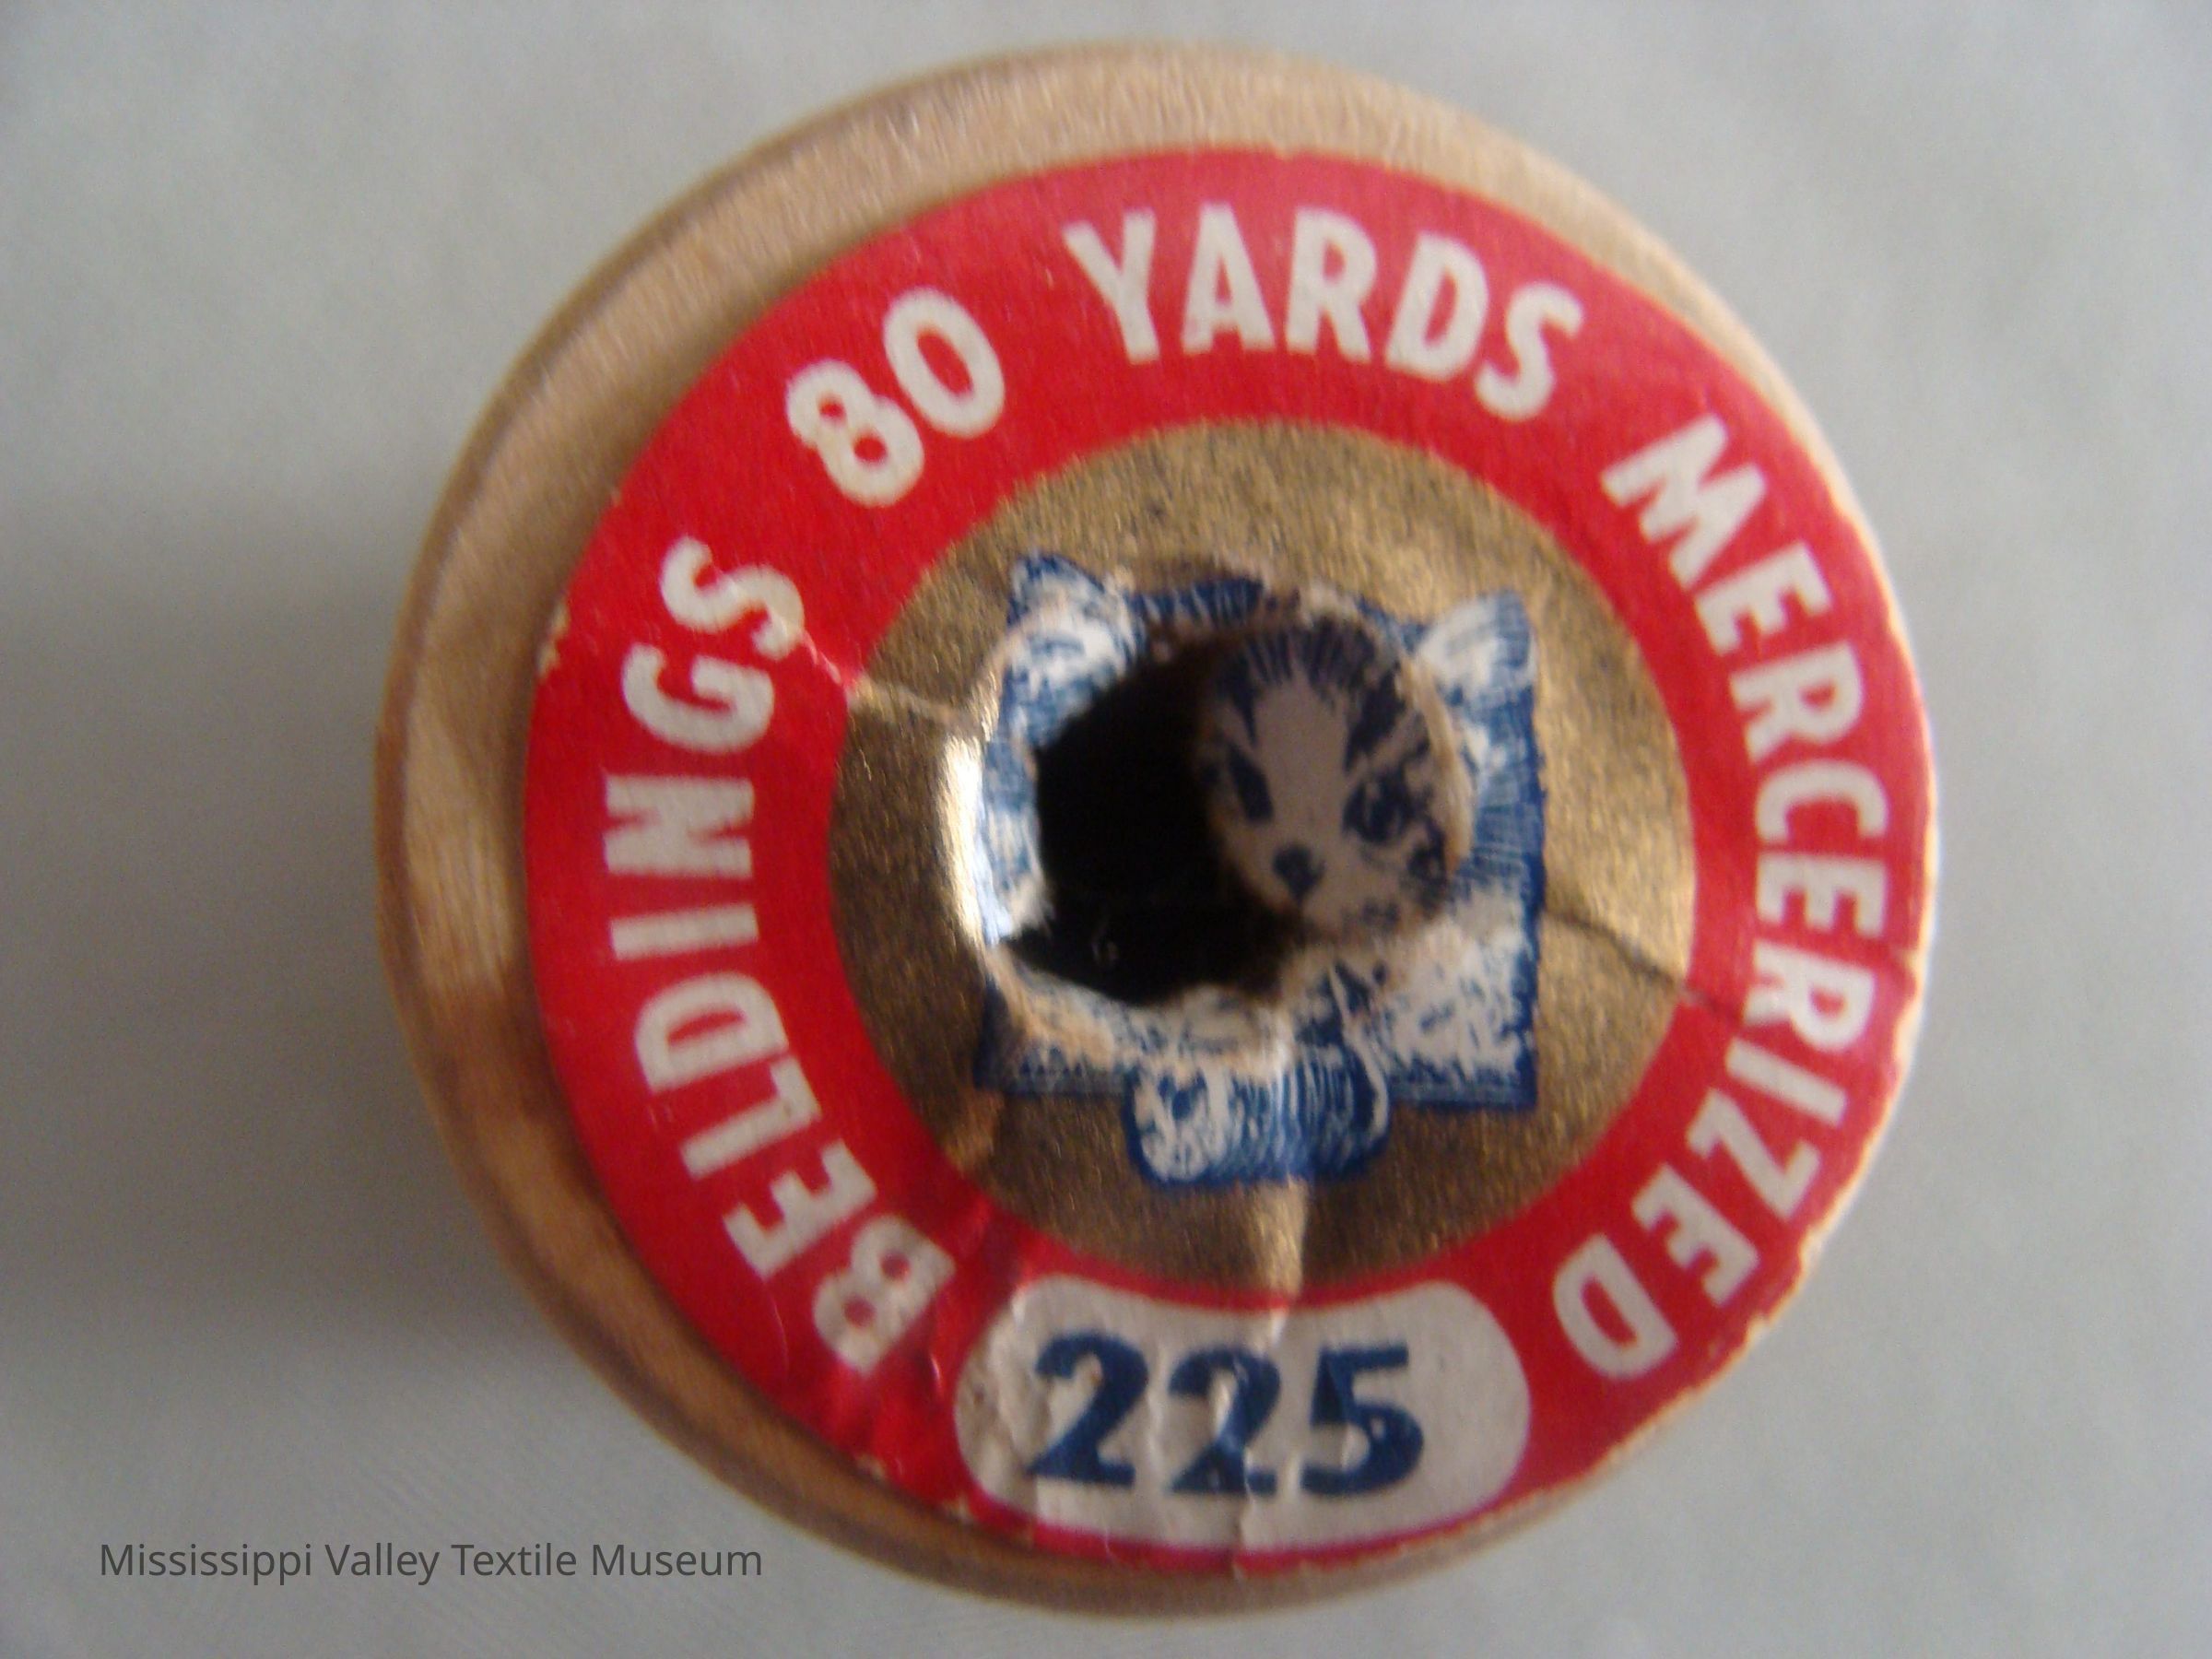 BELDINGS 80 YARDS MERCERIZED
225
Mississippi Valley Textile Museum